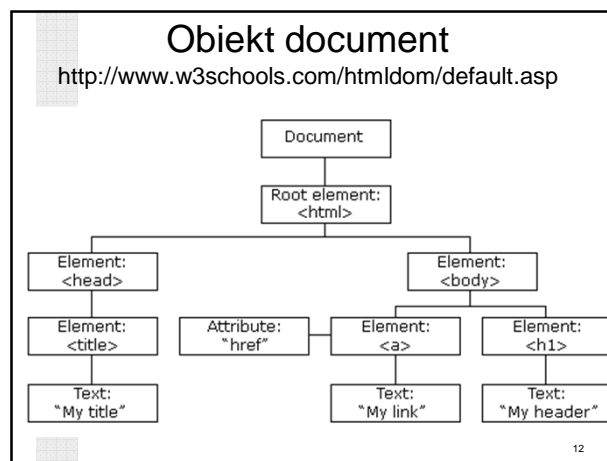 Obiekt document
http://www.w3schools.com/htmldom/default.asp
Document
Root element:
<html>
Element:
<head>
Element:
<body>
Element:
<title>
Attribute:
"href"
Element:
<a>
Element:
<h1>
Text:
"My title"
Text:
"My link"
Text:
"My header"
12